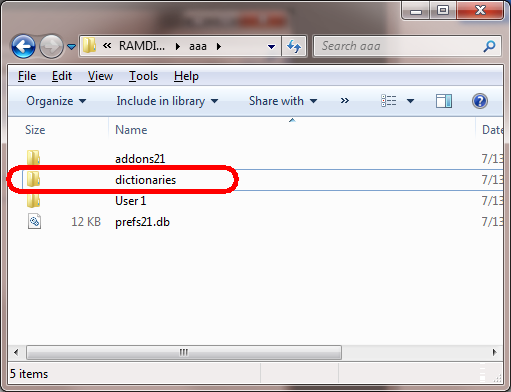 « RAMDI... ▸ aaa ▸
Search aaa
File Edit View Tools Help
Organize Include in library Share with »
Size Name Date
addons21 7/13
dictionaries 7/13
User 1 7/13
12 KB prefs21.db 7/13
5 items